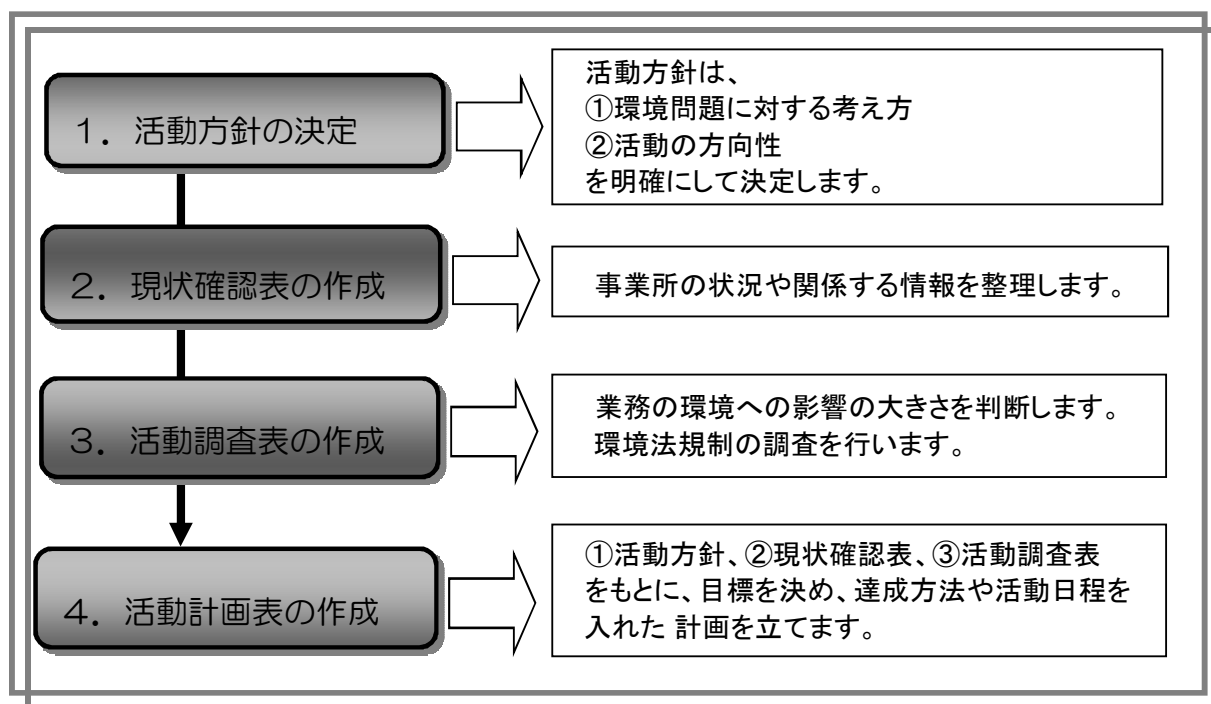 1．活動方針の決定
活動方針は、
①環境問題に対する考え方
②活動の方向性
を明確にして決定します。
2．現状確認表の作成
事業所の状況や関係する情報を整理します。
3．活動調査表の作成
業務の環境への影響の大きさを判断します。
環境法規制の調査を行います。
4．活動計画表の作成
①活動方針、②現状確認表、③活動調査表
をもとに、目標を決め、達成方法や活動日程を
入れた 計画を立てます。